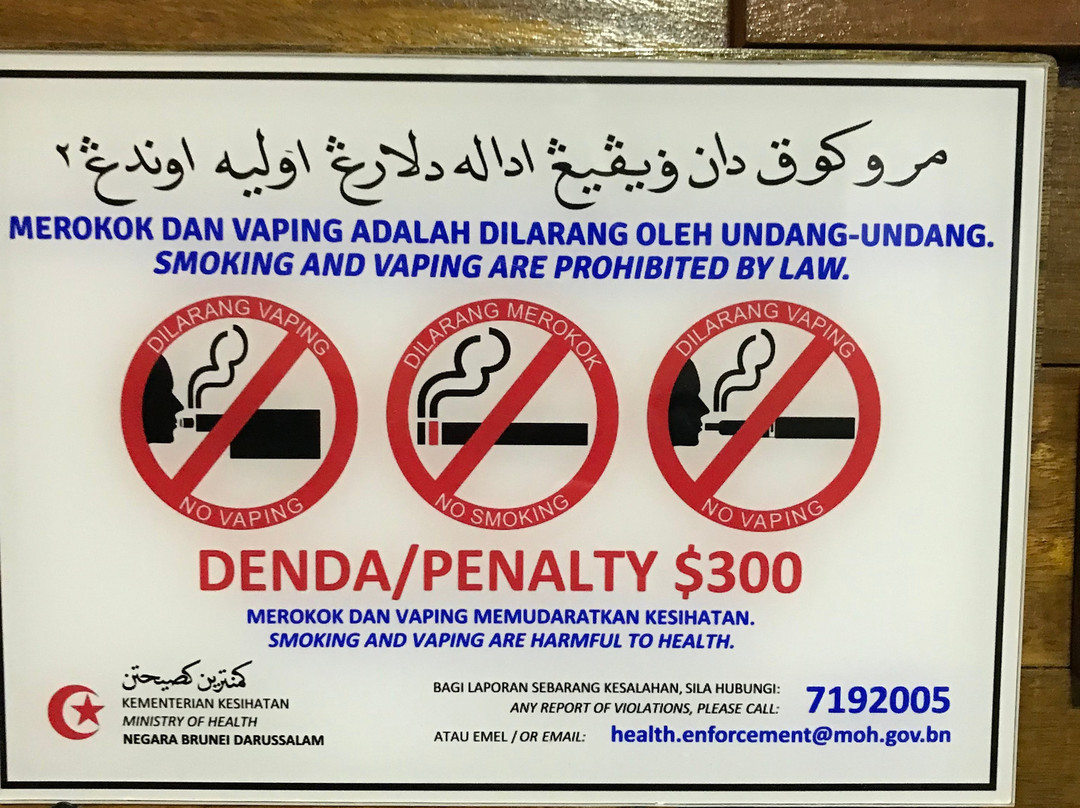 مروكوق دان ۏيڤيڠ اداله دلارڠ اوليه اوندڠ٢
MEROKOK DAN VAPING ADALAH DILARANG OLEH UNDANG-UNDANG.
SMOKING AND VAPING ARE PROHIBITED BY LAW.
DILARANG VAPING
NO VAPING
DILARANG MEROKOK
NO SMOKING
DILARANG VAPING
NO VAPING
DENDA/PENALTY $300
MEROKOK DAN VAPING MEMUDARATKAN KESIHATAN.
SMOKING AND VAPING ARE HARMFUL TO HEALTH.
كمنترين كصيحتن
KEMENTERIAN KESIHATAN
MINISTRY OF HEALTH
NEGARA BRUNEI DARUSSALAM
BAGI LAPORAN SEBARANG KESALAHAN, SILA HUBUNGI:
ANY REPORT OF VIOLATIONS, PLEASE CALL:
7192005
ATAU EMEL / OR EMAIL: health.enforcement@moh.gov.bn